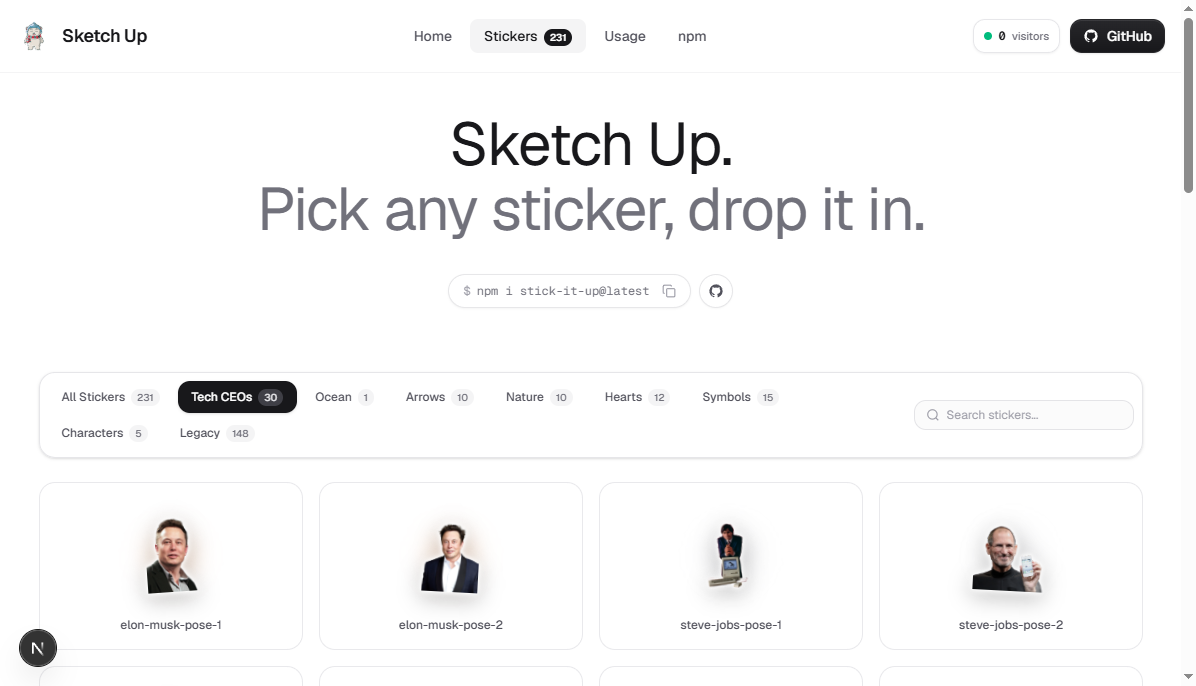 Sketch Up
Home
Stickers 231
Usage
npm
0 visitors
GitHub
Sketch Up.
Pick any sticker, drop it in.
$ npm i stick-it-up@latest
All Stickers 231
Tech CEOs 30
Ocean 1
Arrows 10
Nature 10
Hearts 12
Symbols 15
Characters 5
Legacy 148
Search stickers…
elon-musk-pose-1
elon-musk-pose-2
steve-jobs-pose-1
steve-jobs-pose-2
N